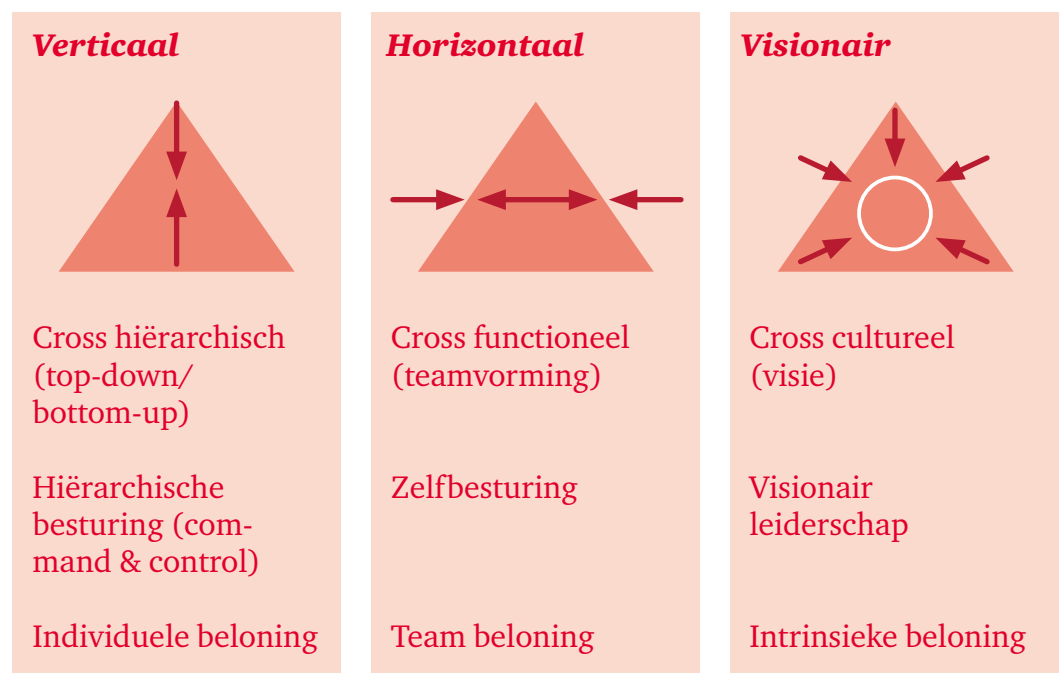 Verticaal
Cross hiërarchisch
(top-down/
bottom-up)
Hiërarchische
besturing (com-
mand & control)
Individuele beloning
Horizontaal
Cross functioneel
(teamvorming)
Zelfbesturing
Team beloning
Visionair
Cross cultureel
(visie)
Visionair
leiderschap
Intrinsieke beloning